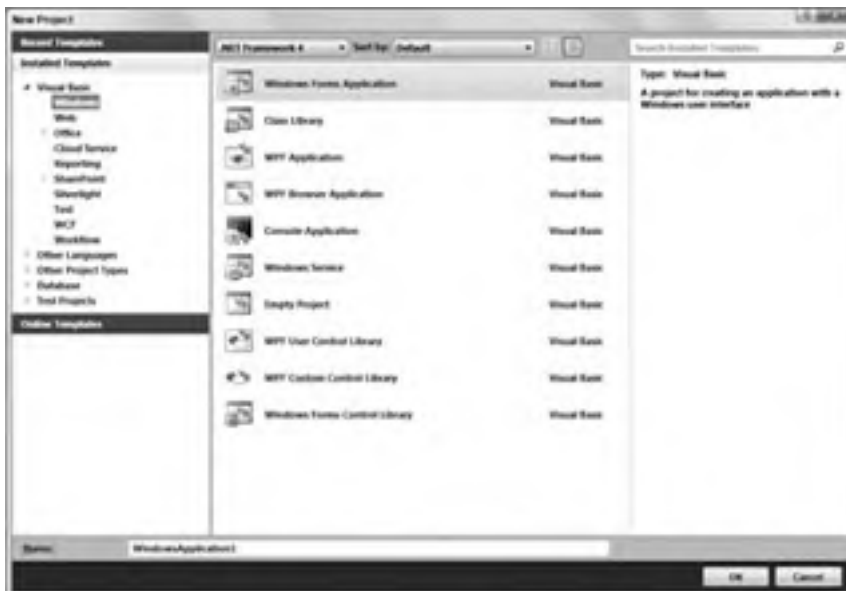 New Project
Recent Templates
Installed Templates
Visual Basic
Windows
Web
Office
Cloud Service
Reporting
SharePoint
Silverlight
Test
WCF
Workflow
Other Languages
Other Project Types
Database
Test Projects
Online Templates
.NET Framework 4
Sort by: Default
Search Installed Templates
Windows Forms Application Visual Basic
Class Library Visual Basic
WPF Application Visual Basic
WPF Browser Application Visual Basic
Console Application Visual Basic
Windows Service Visual Basic
Empty Project Visual Basic
WPF User Control Library Visual Basic
WPF Custom Control Library Visual Basic
Windows Forms Control Library Visual Basic
Type: Visual Basic
A project for creating an application with a
Windows user interface
Name: WindowsApplication1
OK Cancel